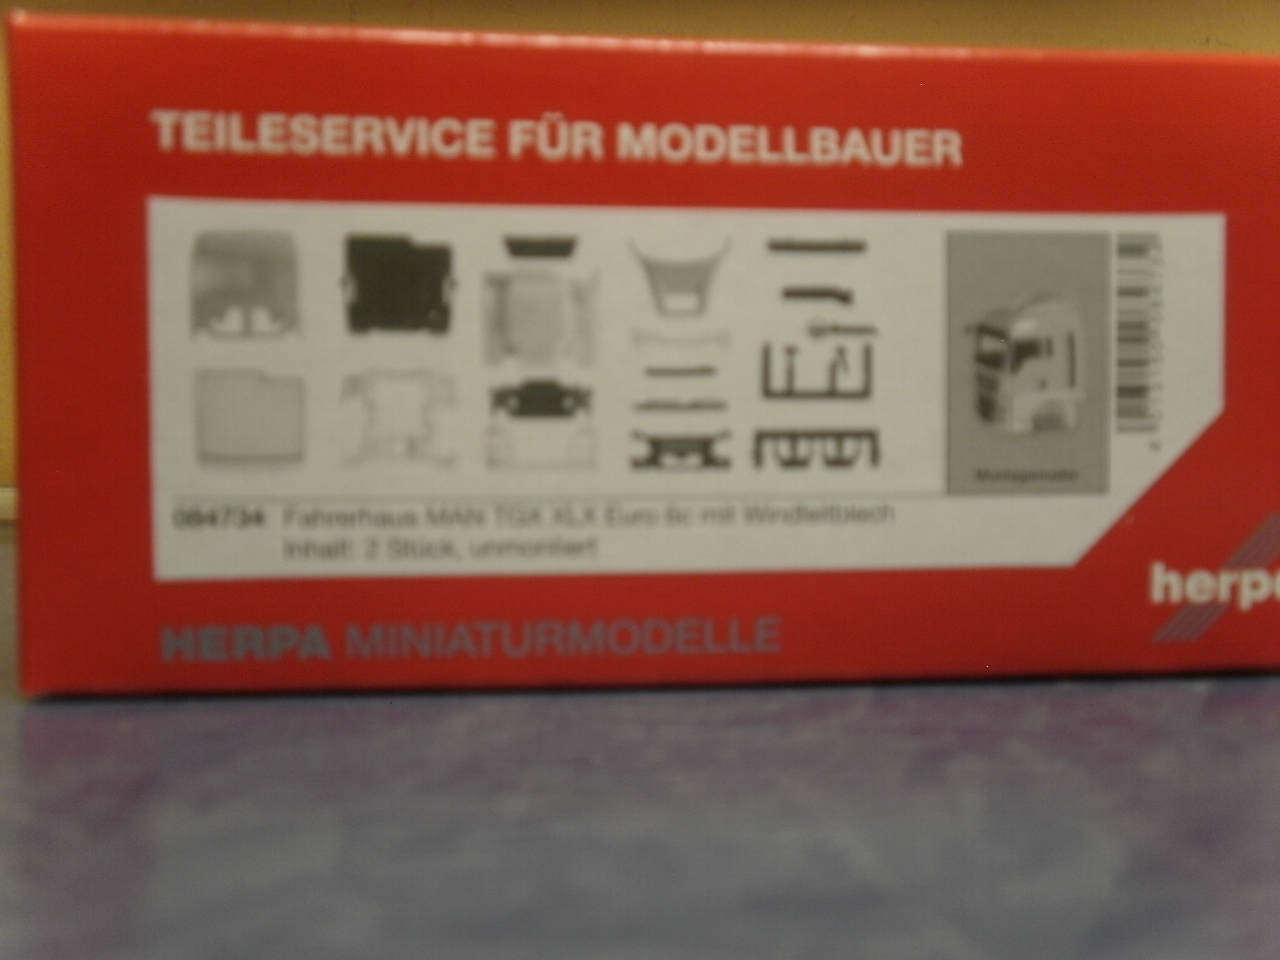 TEILESERVICE FÜR MODELLBAUER
Montagemuster
084734 Fahrerhaus MAN TGX XLX Euro 6c mit Windleitblech
Inhalt: 2 Stück, unmontiert
HERPA MINIATURMODELLE
herpa